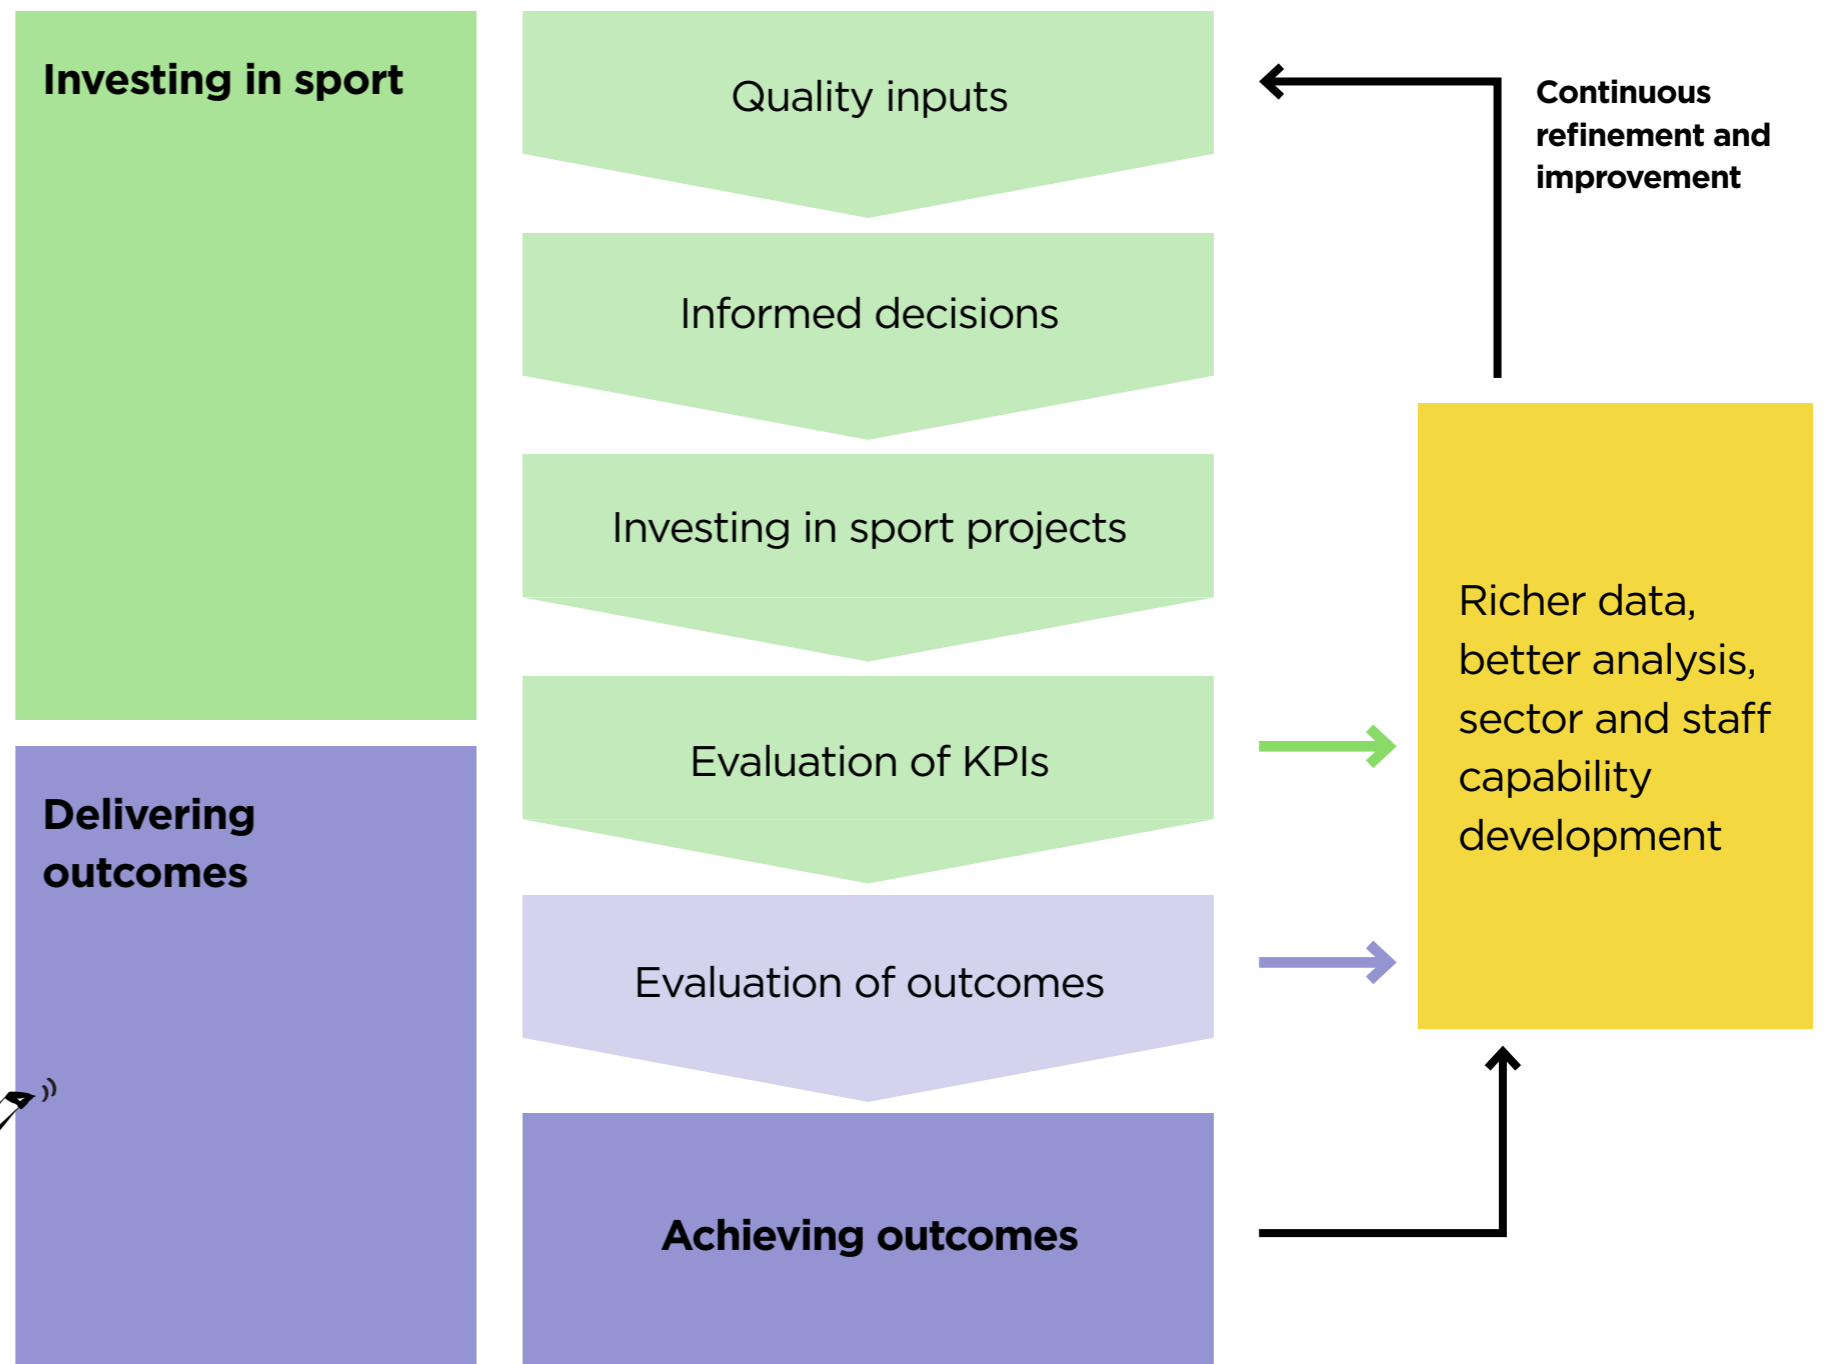 Investing in sport
Quality inputs
Continuous
refinement and
improvement
Informed decisions
Investing in sport projects
Richer data,
better analysis,
sector and staff
capability
development
Evaluation of KPIs
Delivering
outcomes
Evaluation of outcomes
Achieving outcomes